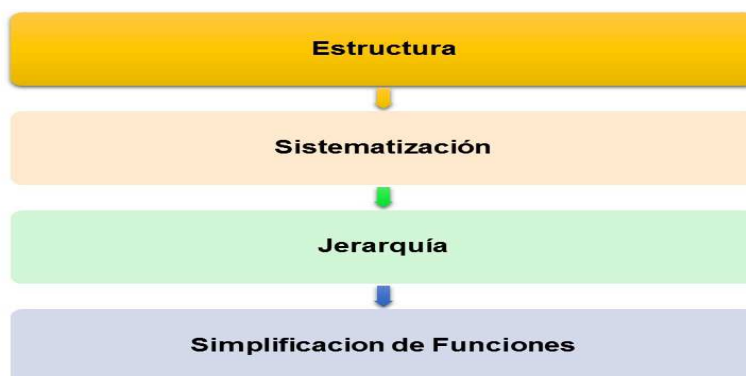 Estructura
Sistematización
Jerarquía
Simplificacion de Funciones